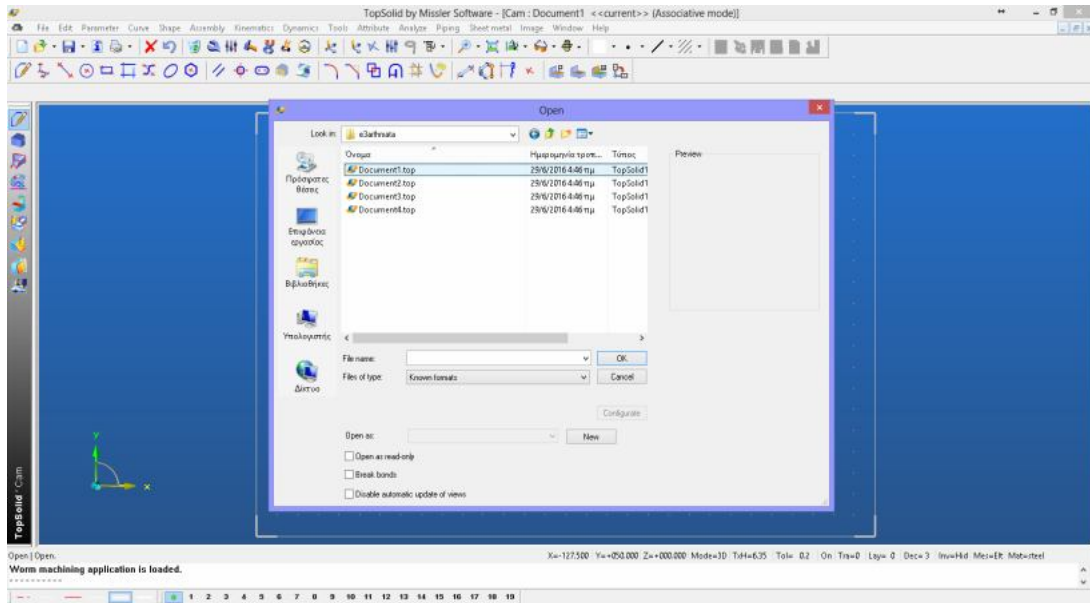 TopSolid by Missler Software - [Cam : Document1 <<current>> (Associative mode)]
File Edit Parameter Curve Shape Assembly Kinematics Dynamics Tools Attribute Analyze Piping Sheet metal Image Window Help
Open
Look in: e3arthmata
Όνομα Ημερομηνία τροπ... Τύπος
Document1.top 29/6/2016 4:46 πμ TopSolid'1
Document2.top 29/6/2016 4:46 πμ TopSolid'1
Document3.top 29/6/2016 4:46 πμ TopSolid'1
Document4.top 29/6/2016 4:46 πμ TopSolid'1
Preview
Πρόσφατες
θέσεις
Επιφάνεια
εργασίας
Βιβλιοθήκες
Υπολογιστής
Δίκτυο
File name: OK
Files of type: Known formats Cancel
Configurate
Open as: New
Open as read-only
Break bonds
Disable automatic update of views
y
x
TopSolid'Cam
Open | Open. X=-127.500 Y=+050.000 Z=+000.000 Mode=3D TxH=6.35 Tol= 0.2 On Tra=0 Lay= 0 Dec= 3 Inv=Hid Mes=Elt Mat=steel
Worm machining application is loaded.
----------
1 2 3 4 5 6 7 8 9 10 11 12 13 14 15 16 17 18 19